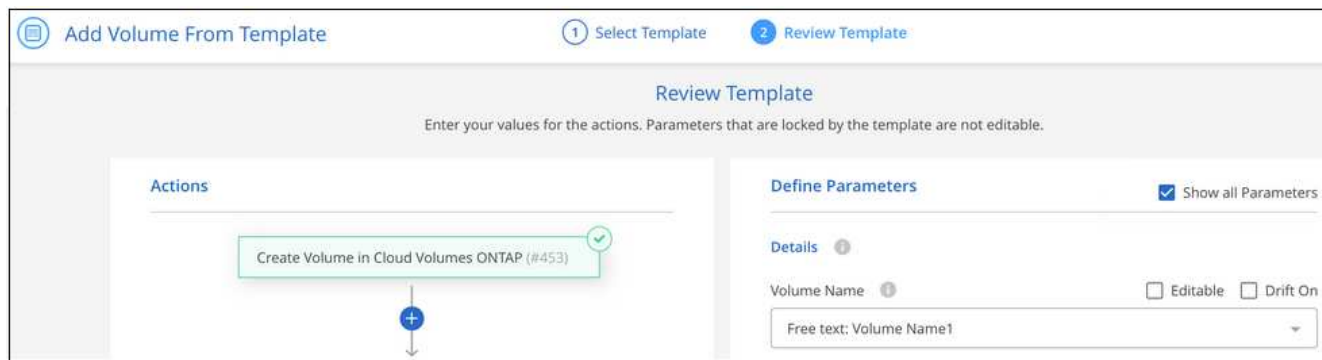 Add Volume From Template
1 Select Template
2 Review Template
Review Template
Enter your values for the actions. Parameters that are locked by the template are not editable.
Actions
Create Volume in Cloud Volumes ONTAP (#453)
Define Parameters
Show all Parameters
Details
Volume Name
Editable
Drift On
Free text: Volume Name1